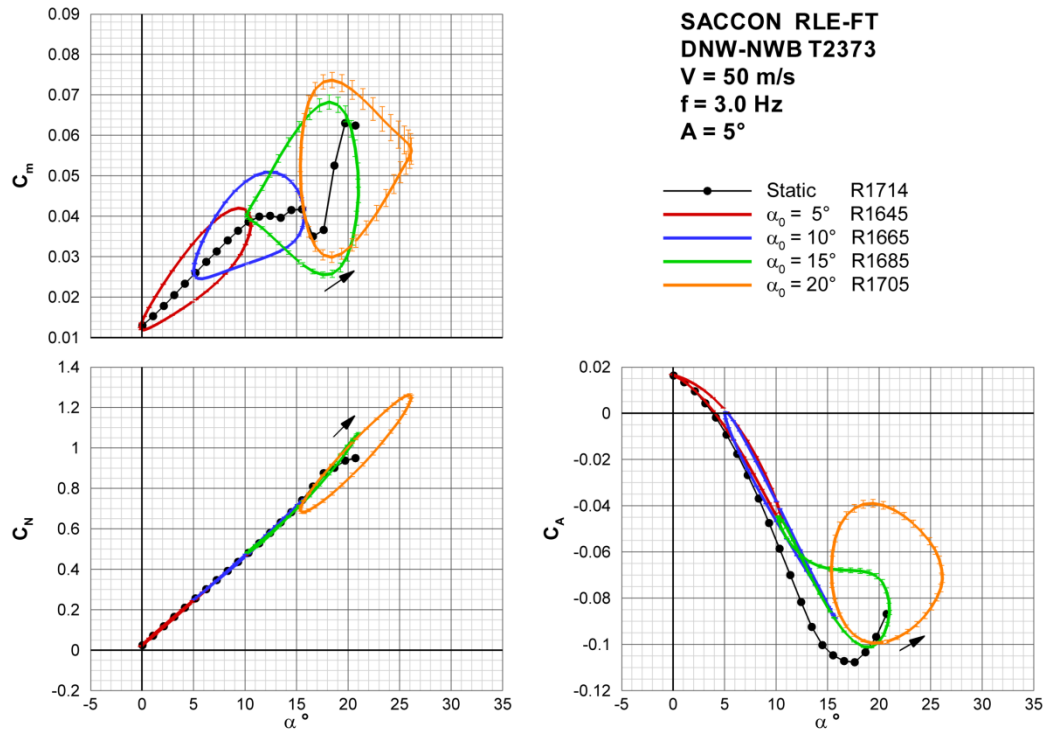 SACCON RLE-FT
DNW-NWB T2373
V = 50 m/s
f = 3.0 Hz
A = 5°
Static R1714
α₀ = 5° R1645
α₀ = 10° R1665
α₀ = 15° R1685
α₀ = 20° R1705
0.09
0.08
0.07
0.06
0.05
0.04
0.03
0.02
0.01
Cₘ
1.4
1.2
1
0.8
0.6
0.4
0.2
0
-0.2
C_N
-5 0 5 10 15 20 25 30 35
α°
0.02
0
-0.02
-0.04
-0.06
-0.08
-0.1
-0.12
C_A
-5 0 5 10 15 20 25 30 35
α°